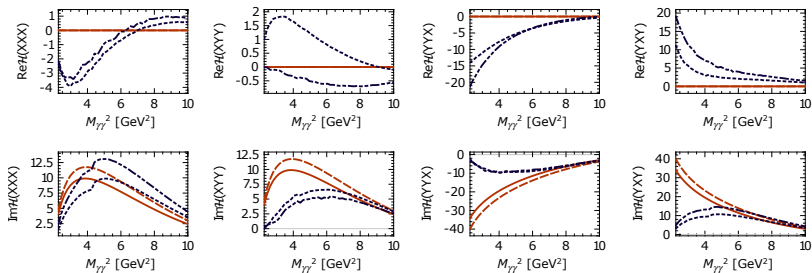 1
0
-1
-2
-3
-4
Reℋ(XXX)
4 6 8 10
M_γγ² [GeV²]
2
1.5
1
0.5
0
-0.5
Reℋ(XYY)
4 6 8 10
M_γγ² [GeV²]
0
-5
-10
-15
-20
Reℋ(YYX)
4 6 8 10
M_γγ² [GeV²]
20
15
10
5
0
Reℋ(YXY)
4 6 8 10
M_γγ² [GeV²]
12.5
10
7.5
5
2.5
Imℋ(XXX)
4 6 8 10
M_γγ² [GeV²]
12.5
10
7.5
5
2.5
0
Imℋ(XYY)
4 6 8 10
M_γγ² [GeV²]
0
-10
-20
-30
-40
Imℋ(YYX)
4 6 8 10
M_γγ² [GeV²]
40
30
20
10
0
Imℋ(YXY)
4 6 8 10
M_γγ² [GeV²]